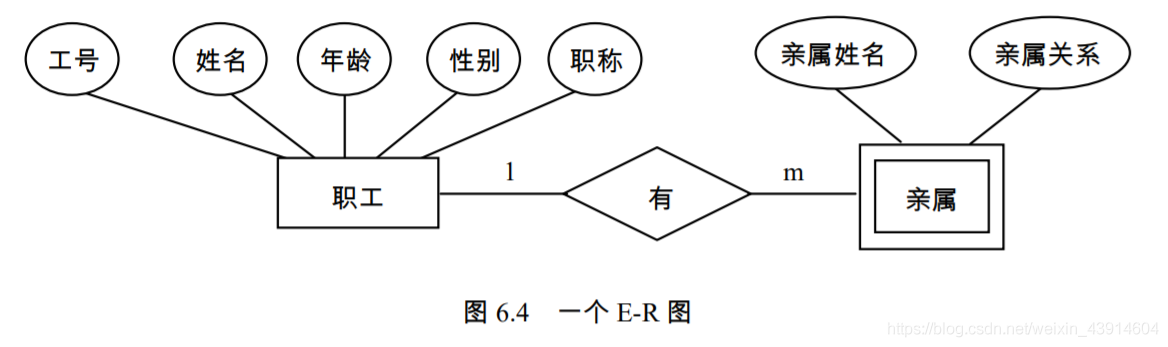 工号 姓名 年龄 性别 职称 亲属姓名 亲属关系
职工 1 有 m 亲属
图 6.4 一个 E-R 图
https://blog.csdn.net/weixin_43914604